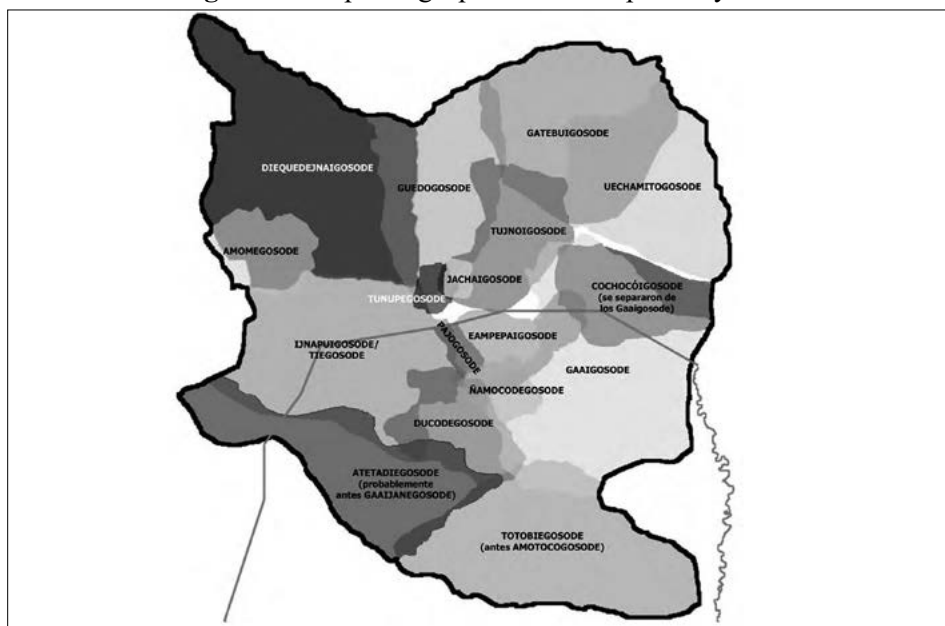 DIEQUEDEJNAIGOSODE
GUEDOGOSODE
GATEBUIGOSODE
UECHAMITOGOSODE
TUJNOIGOSODE
AMOMEGOSODE
JACHAIGOSODE
COCHOCÓIGOSODE
(se separaron de
los Gaaigosode)
TUNUPEGOSODE
PAJOGOSODE
EAMPEPAIGOSODE
IJNAPUIGOSODE/
TIEGOSODE
GAAIGOSODE
ÑAMOCODEGOSODE
DUCODEGOSODE
ATETADIEGOSODE
(probablemente
antes GAAIJANEGOSODE)
TOTOBIEGOSODE
(antes AMOTOCOGOSODE)